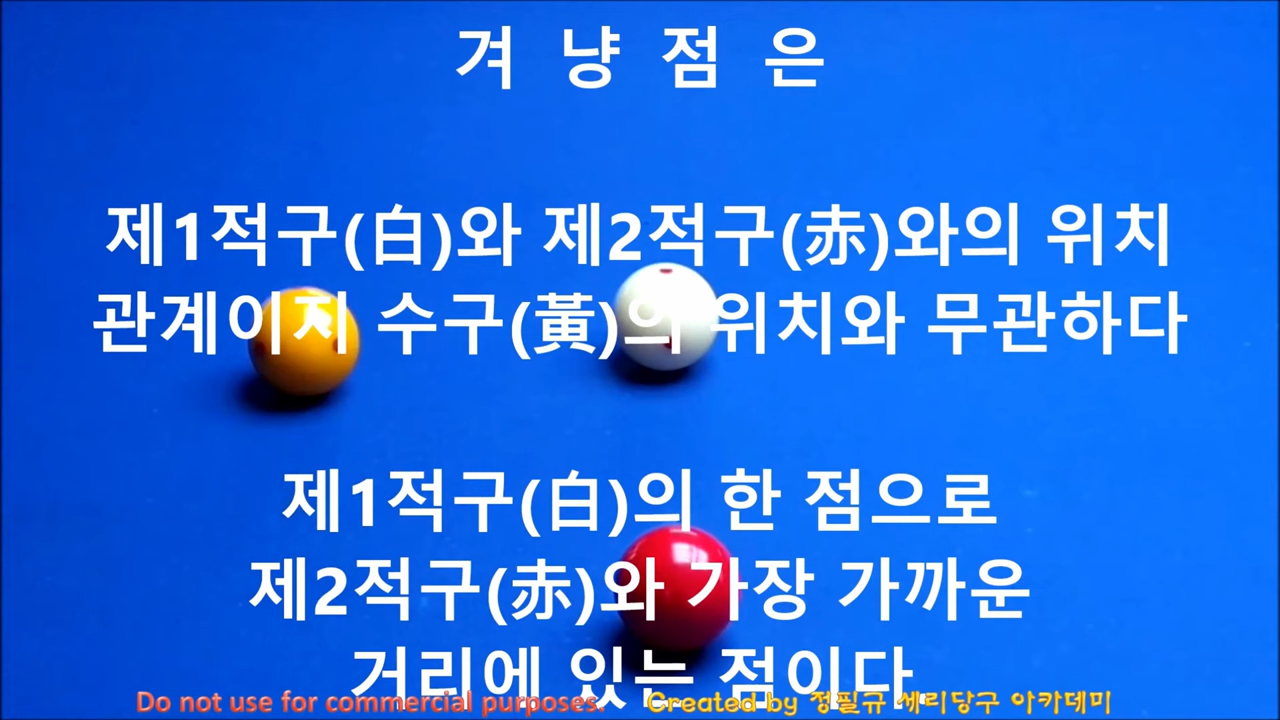 겨 냥 점 은
제1적구(白)와 제2적구(赤)와의 위치
관계이지 수구(黃)의 위치와 무관하다
제1적구(白)의 한 점으로
제2적구(赤)와 가장 가까운
거리에 있는 점이다.
Do not use for commercial purposes. Created by 정필규 세리당구 아카데미